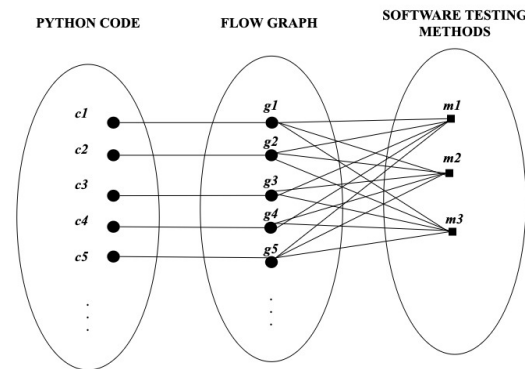 PYTHON CODE
FLOW GRAPH
SOFTWARE TESTING
METHODS
c1
c2
c3
c4
c5
.
.
.
g1
g2
g3
g4
g5
.
.
.
m1
m2
m3